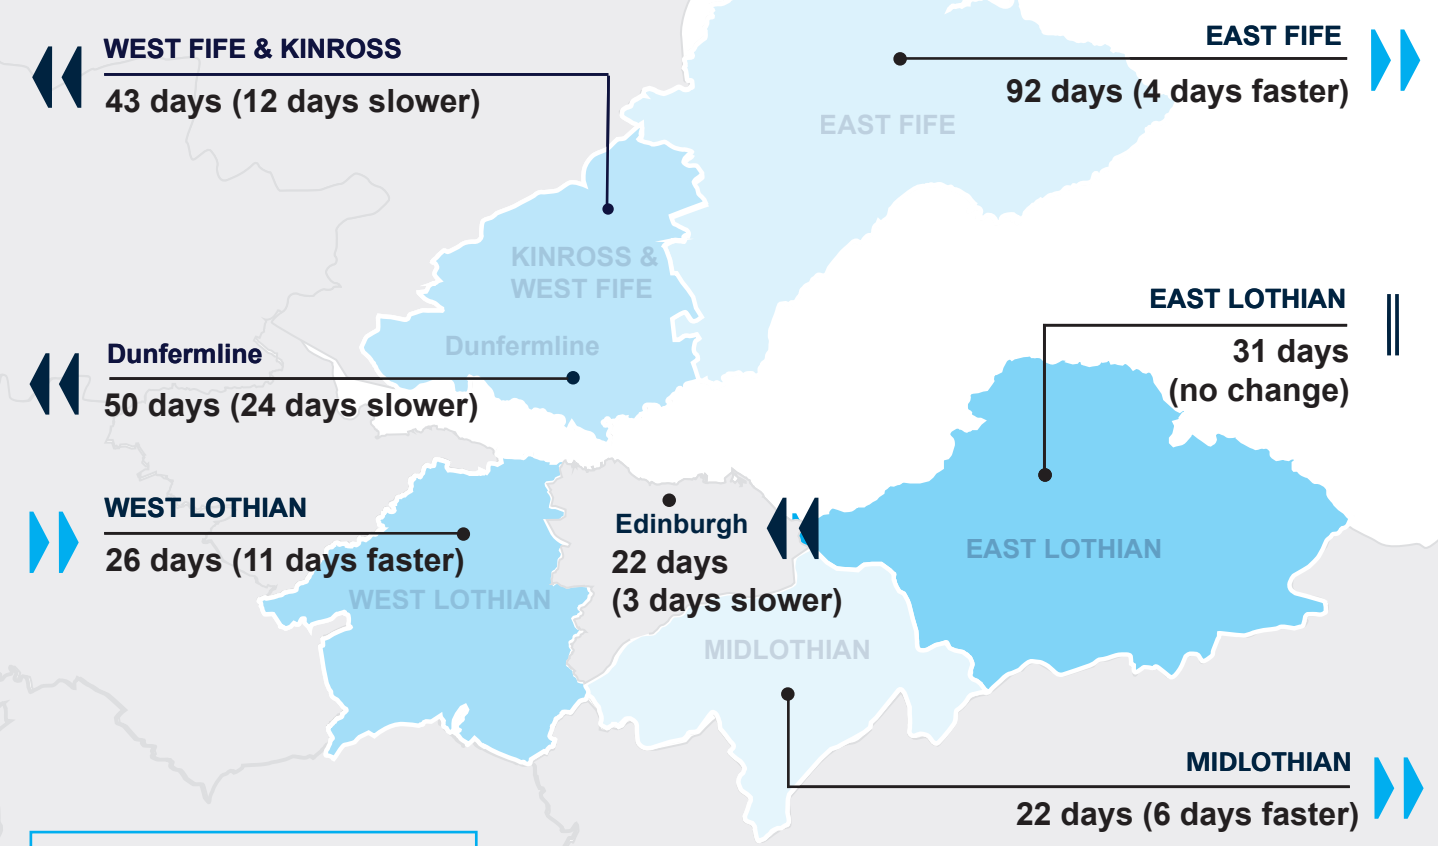 WEST FIFE & KINROSS
43 days (12 days slower)
EAST FIFE
92 days (4 days faster)
EAST FIFE
KINROSS &
WEST FIFE
EAST LOTHIAN
31 days
(no change)
Dunfermline
Dunfermline
50 days (24 days slower)
WEST LOTHIAN
26 days (11 days faster)
WEST LOTHIAN
Edinburgh
22 days
(3 days slower)
EAST LOTHIAN
MIDLOTHIAN
MIDLOTHIAN
22 days (6 days faster)